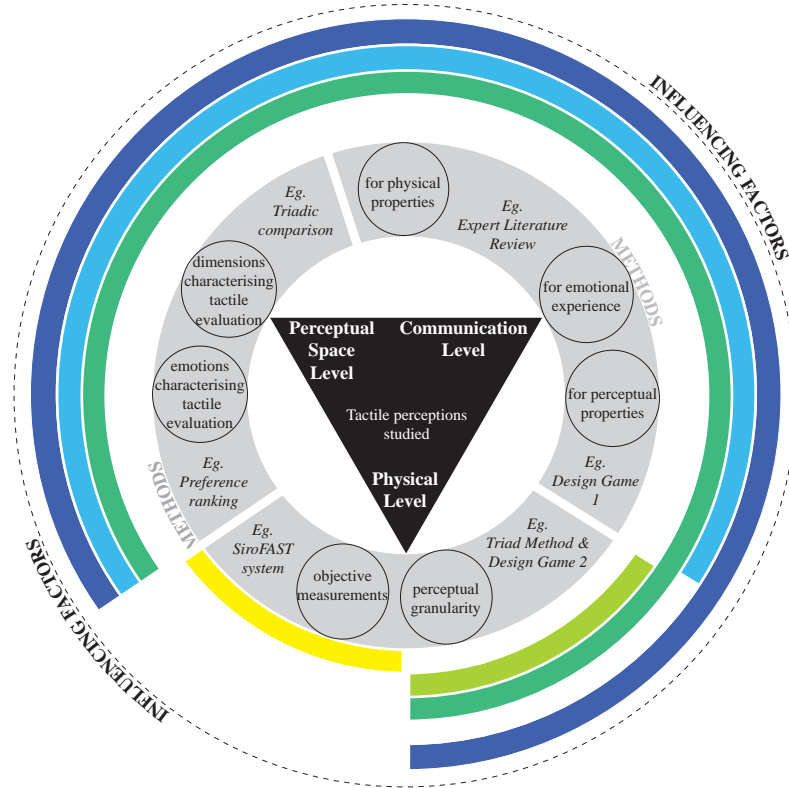 INFLUENCING FACTORS
METHODS
for physical
properties
Eg.
Expert Literature
Review
for emotional
experience
for perceptual
properties
Eg.
Design Game
1
Eg.
Triadic
comparison
dimensions
characterising
tactile
evaluation
emotions
characterising
tactile
evaluation
Eg.
Preference
ranking
Perceptual
Space
Level
Communication
Level
Tactile perceptions
studied
Physical
Level
METHODS
Eg.
SiroFAST
system
objective
measurements
perceptual
granularity
Eg.
Triad Method &
Design Game 2
INFLUENCING FACTORS